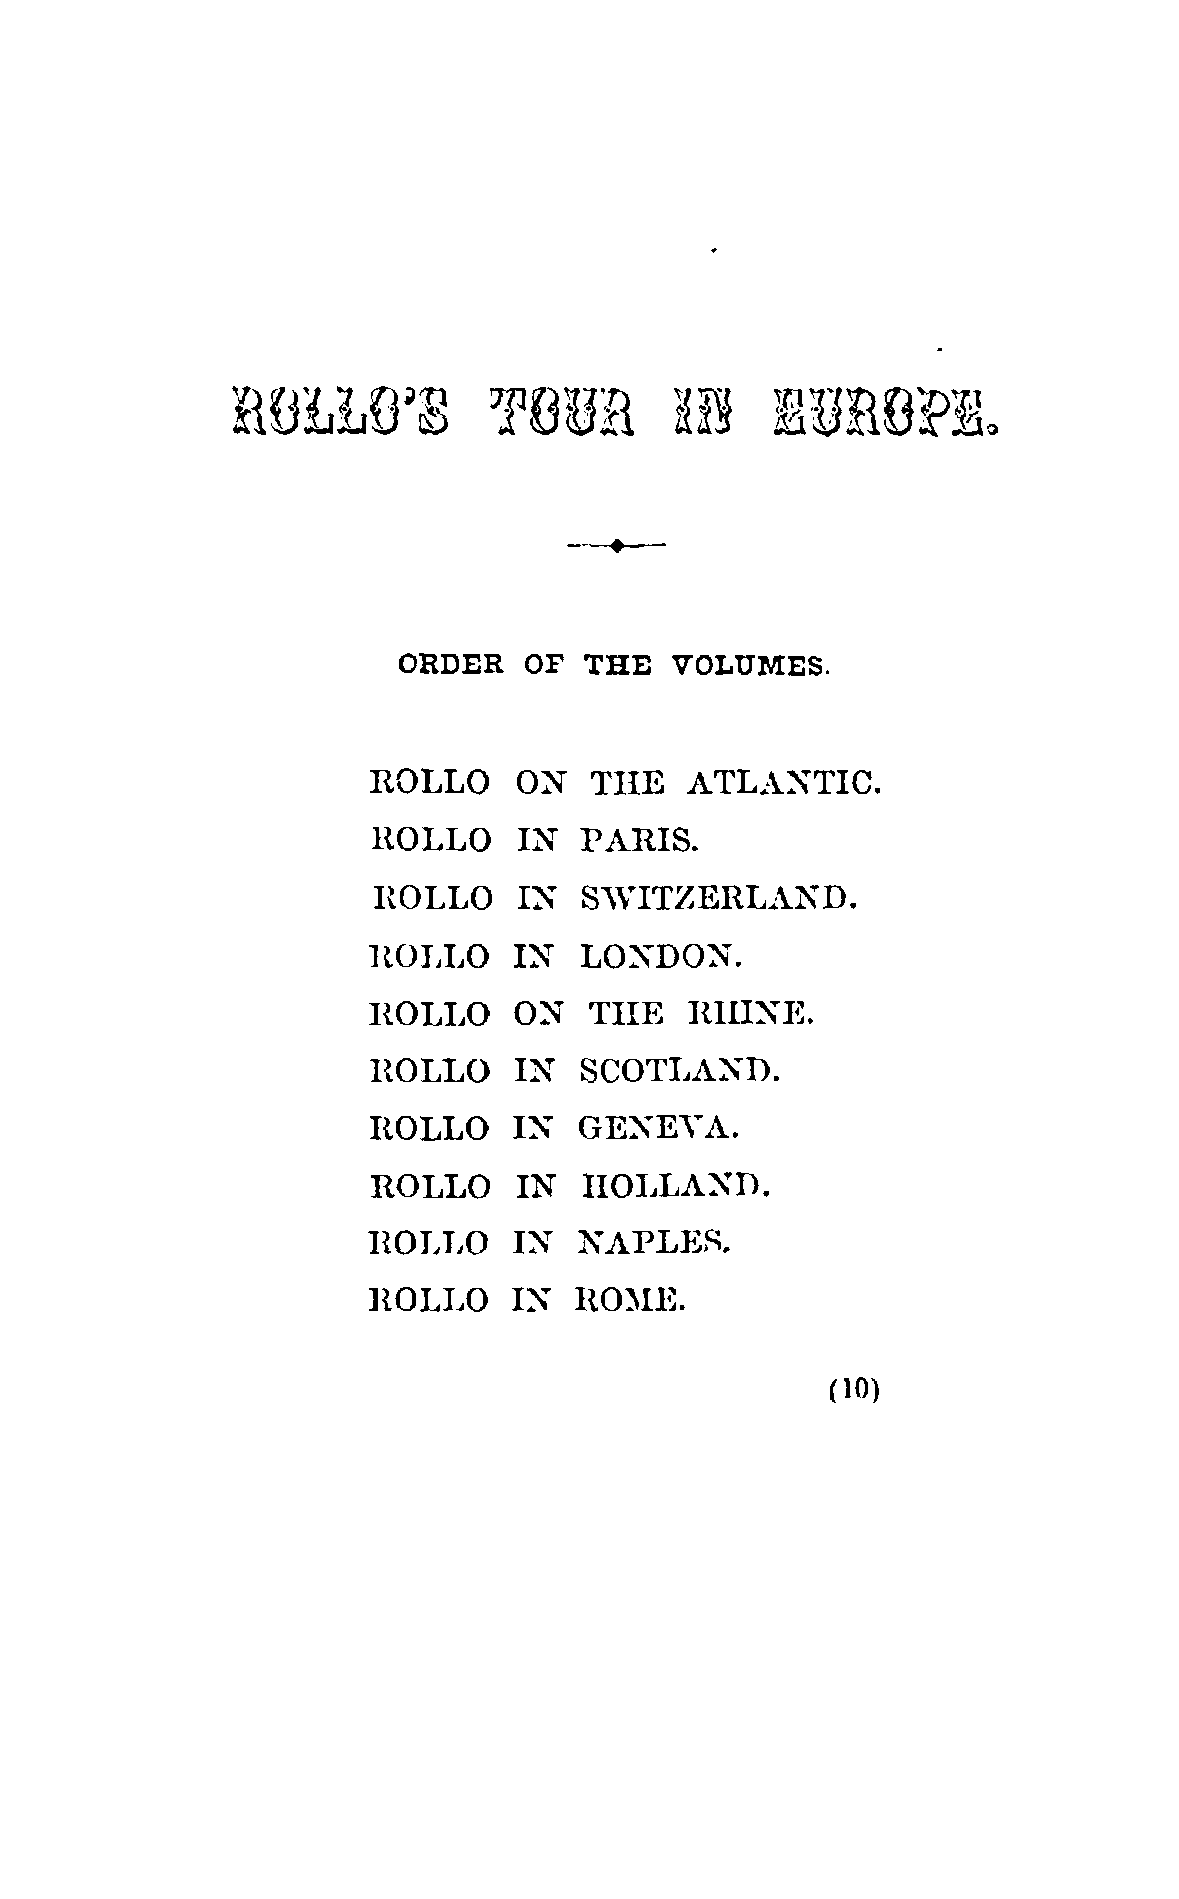 ROLLO'S TOUR IN EUROPE.
ORDER OF THE VOLUMES.
ROLLO ON THE ATLANTIC.
ROLLO IN PARIS.
ROLLO IN SWITZERLAND.
ROLLO IN LONDON.
ROLLO ON THE RHINE.
ROLLO IN SCOTLAND.
ROLLO IN GENEVA.
ROLLO IN HOLLAND.
ROLLO IN NAPLES.
ROLLO IN ROME.
(10)